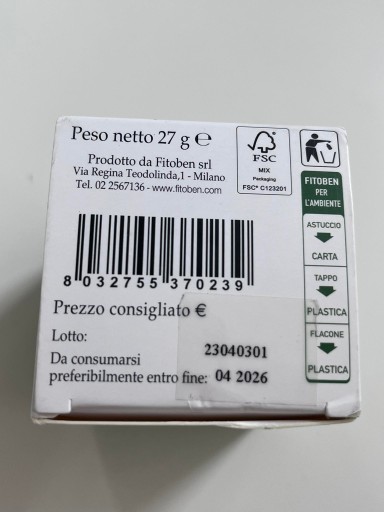 Peso netto 27 g ℮
Prodotto da Fitoben srl
Via Regina Teodolinda,1 - Milano
Tel. 02 2567136 - www.fitoben.com
FSC
MIX
Packaging
FSC® C123201
FITOBEN
PER
L'AMBIENTE
ASTUCCIO
CARTA
TAPPO
PLASTICA
FLACONE
PLASTICA
8 032755 370239
Prezzo consigliato €
Lotto: 23040301
Da consumarsi
preferibilmente entro fine: 04 2026